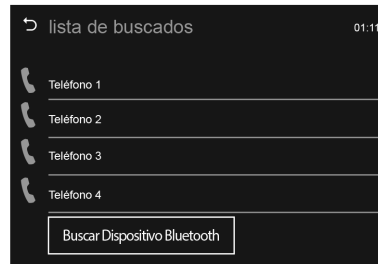 lista de buscados
01:11
Teléfono 1
Teléfono 2
Teléfono 3
Teléfono 4
Buscar Dispositivo Bluetooth